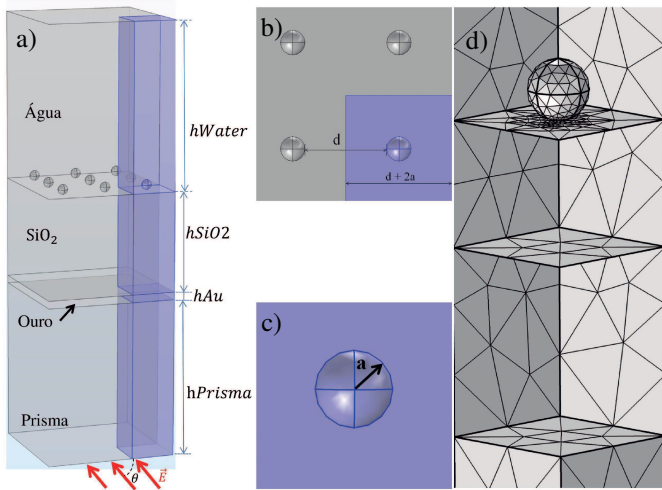 a)
Água
hWater
SiO₂
hSiO2
hAu
Ouro
hPrisma
Prisma
θ
E⃗
b)
d
d + 2a
c)
a
d)